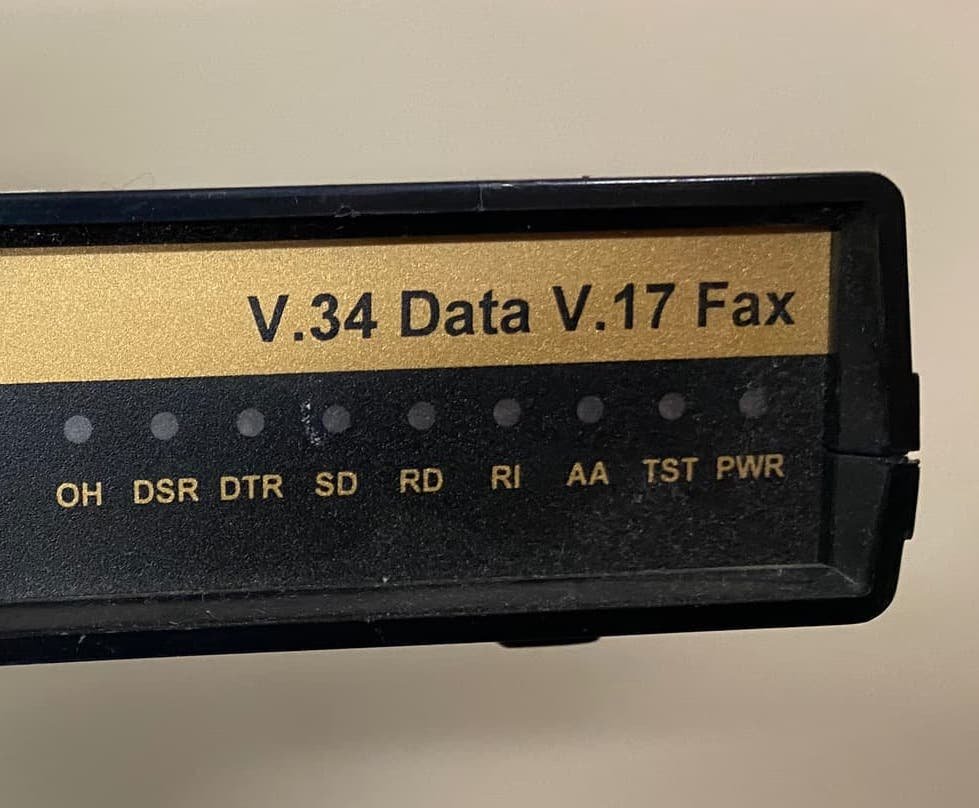 V.34 Data V.17 Fax
OH DSR DTR SD RD RI AA TST PWR